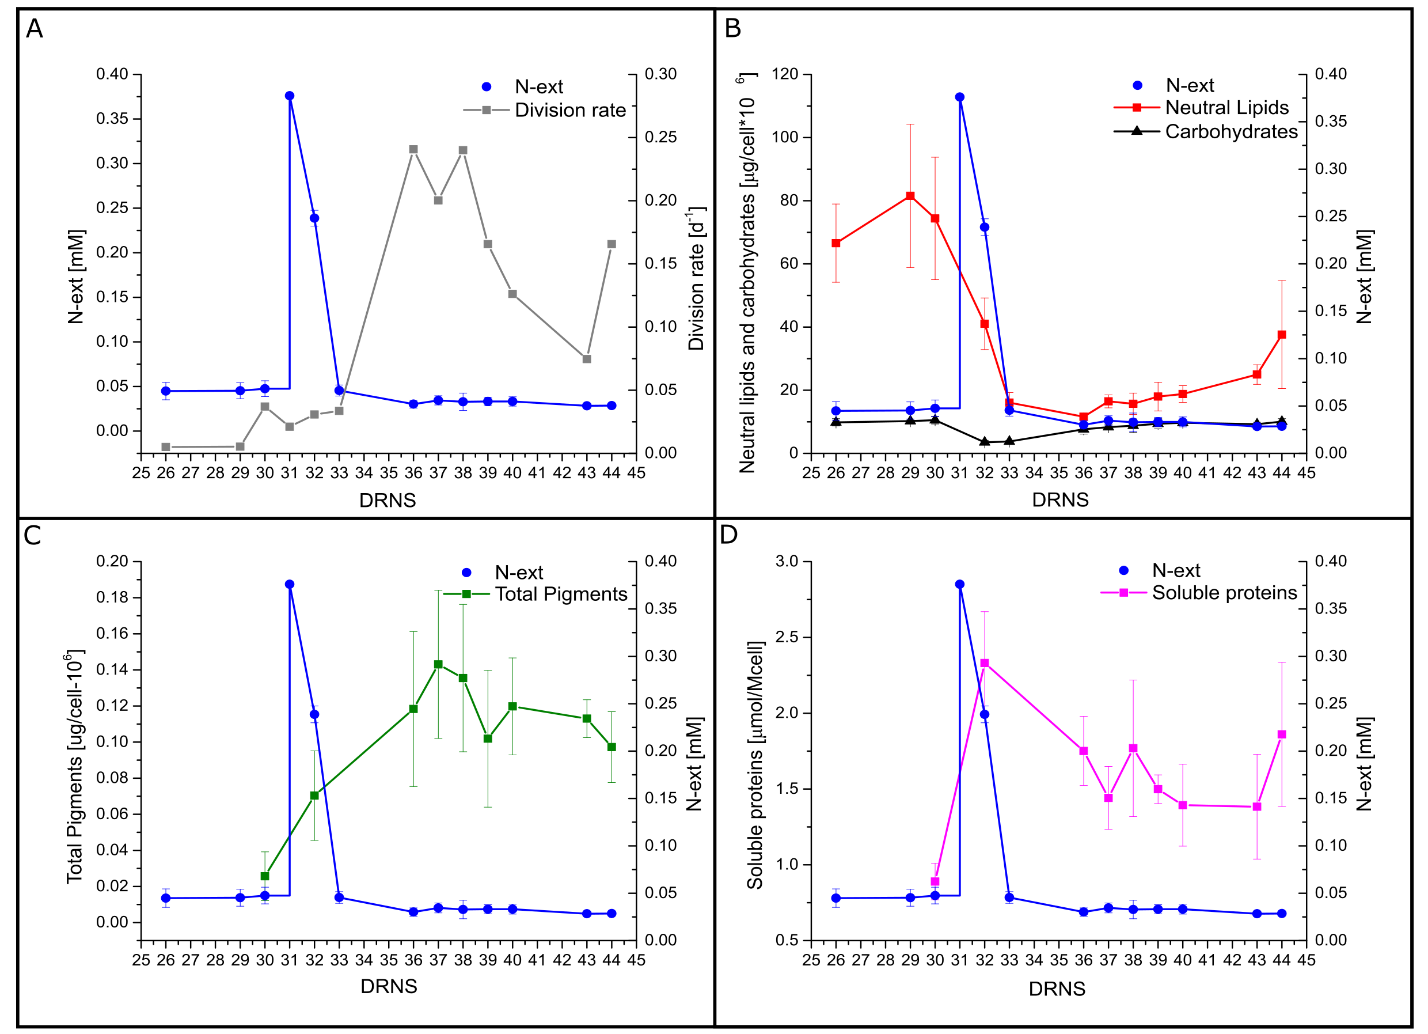 A
N-ext
Division rate
0.40
0.35
0.30
0.25
0.20
0.15
0.10
0.05
0.00
N-ext [mM]
0.30
0.25
0.20
0.15
0.10
0.05
0.00
Division rate [d-1]
25 26 27 28 29 30 31 32 33 34 35 36 37 38 39 40 41 42 43 44 45
DRNS
B
N-ext
Neutral Lipids
Carbohydrates
120
100
80
60
40
20
0
Neutral lipids and carbohydrates [µg/cell*10 6]
0.40
0.35
0.30
0.25
0.20
0.15
0.10
0.05
0.00
N-ext [mM]
25 26 27 28 29 30 31 32 33 34 35 36 37 38 39 40 41 42 43 44 45
DRNS
C
N-ext
Total Pigments
0.20
0.18
0.16
0.14
0.12
0.10
0.08
0.06
0.04
0.02
0.00
Total Pigments [ug/cell-106]
0.40
0.35
0.30
0.25
0.20
0.15
0.10
0.05
0.00
N-ext [mM]
25 26 27 28 29 30 31 32 33 34 35 36 37 38 39 40 41 42 43 44 45
DRNS
D
N-ext
Soluble proteins
3.0
2.5
2.0
1.5
1.0
0.5
Soluble proteins [µmol/Mcell]
0.40
0.35
0.30
0.25
0.20
0.15
0.10
0.05
0.00
N-ext [mM]
25 26 27 28 29 30 31 32 33 34 35 36 37 38 39 40 41 42 43 44 45
DRNS